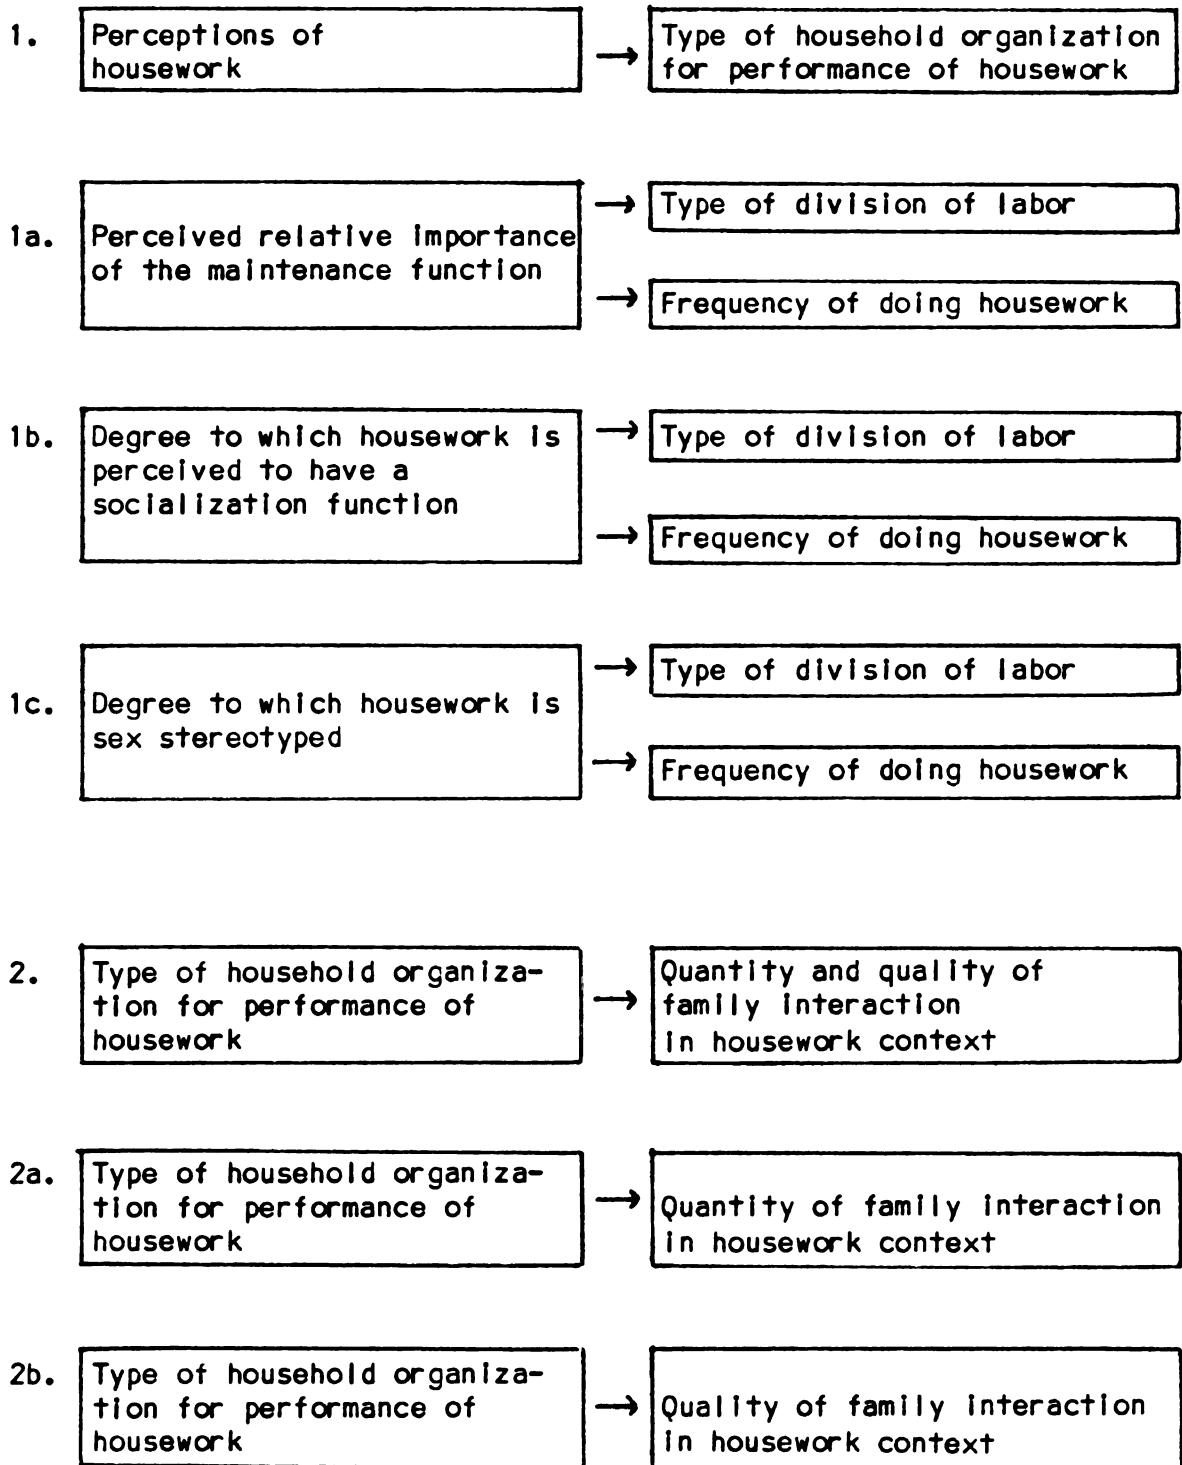 1. Perceptions of
housework
→ Type of household organization
for performance of housework
1a. Perceived relative importance
of the maintenance function
→ Type of division of labor
→ Frequency of doing housework
1b. Degree to which housework is
perceived to have a
socialization function
→ Type of division of labor
→ Frequency of doing housework
1c. Degree to which housework is
sex stereotyped
→ Type of division of labor
→ Frequency of doing housework
2. Type of household organiza-
tion for performance of
housework
→ Quantity and quality of
family interaction
in housework context
2a. Type of household organiza-
tion for performance of
housework
→ Quantity of family interaction
in housework context
2b. Type of household organiza-
tion for performance of
housework
→ Quality of family interaction
in housework context